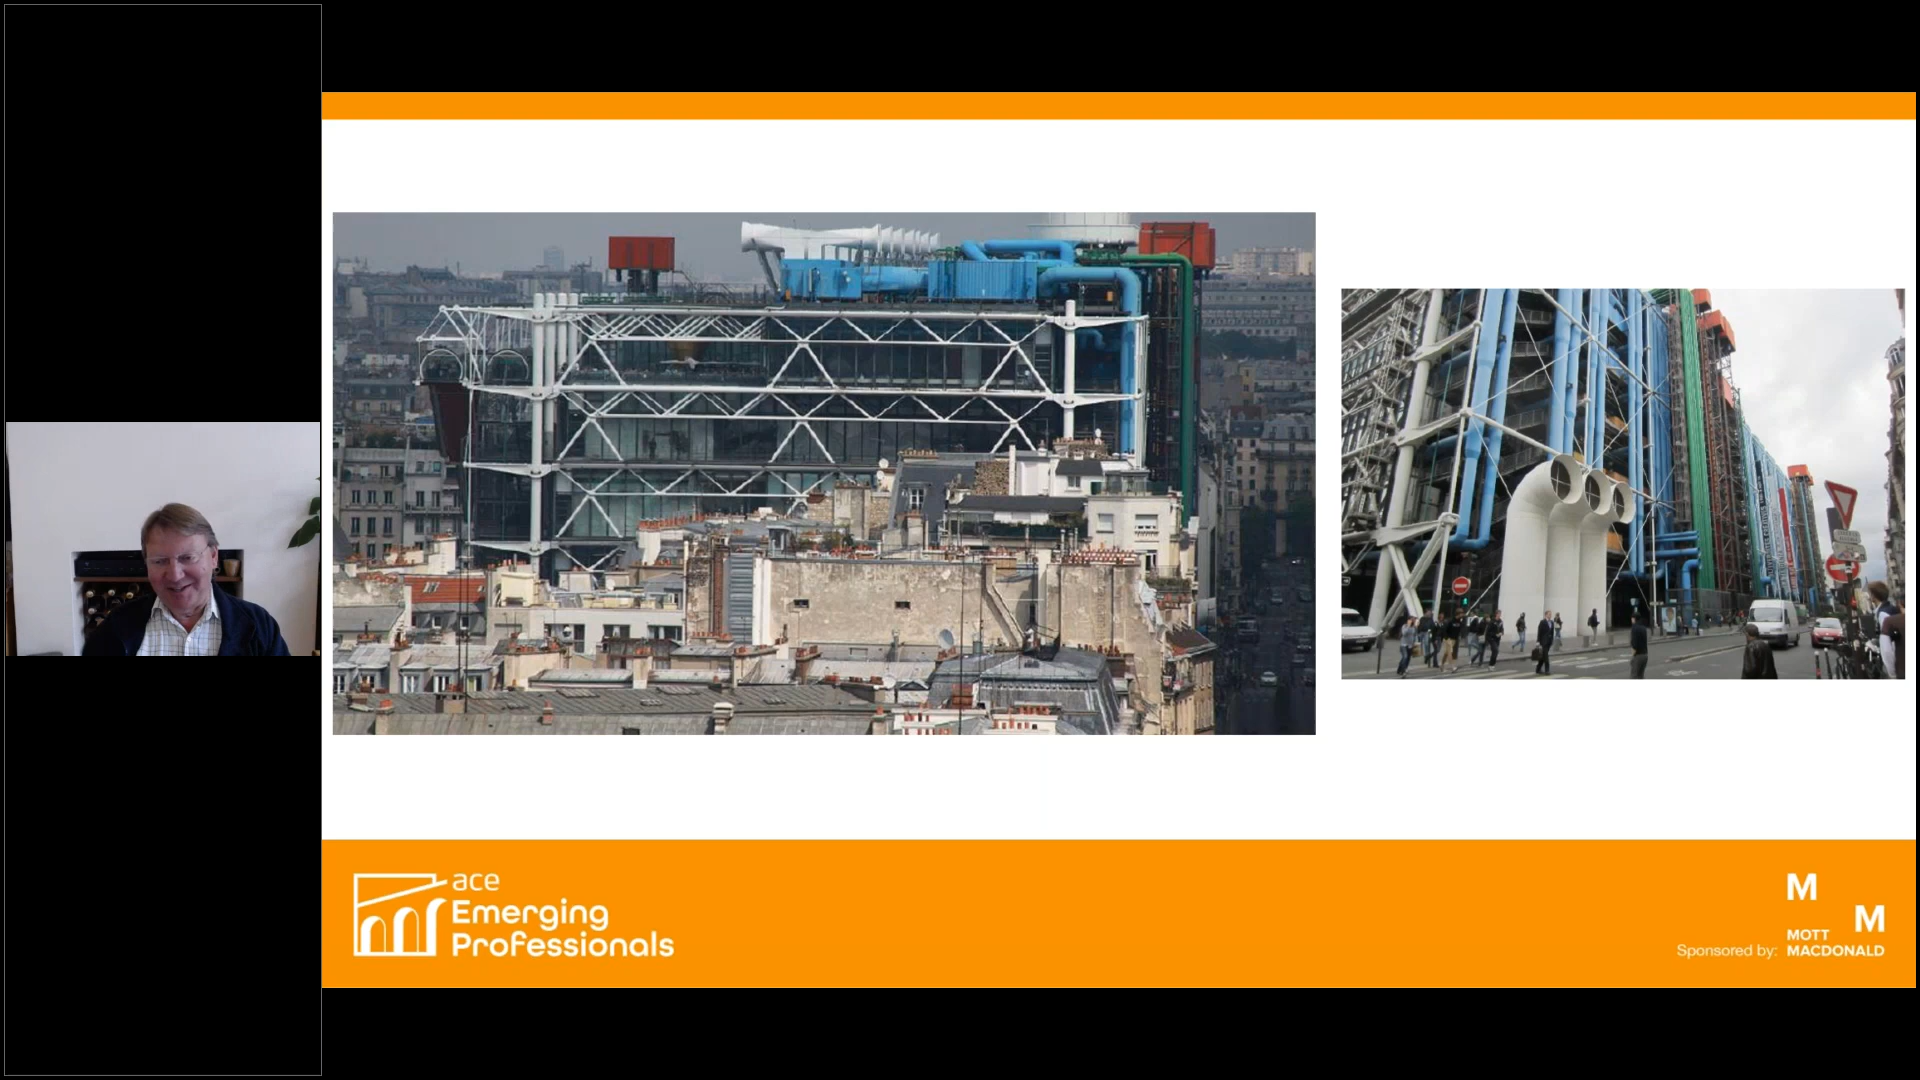 ace
Emerging
Professionals
M
M
MOTT
Sponsored by: MACDONALD